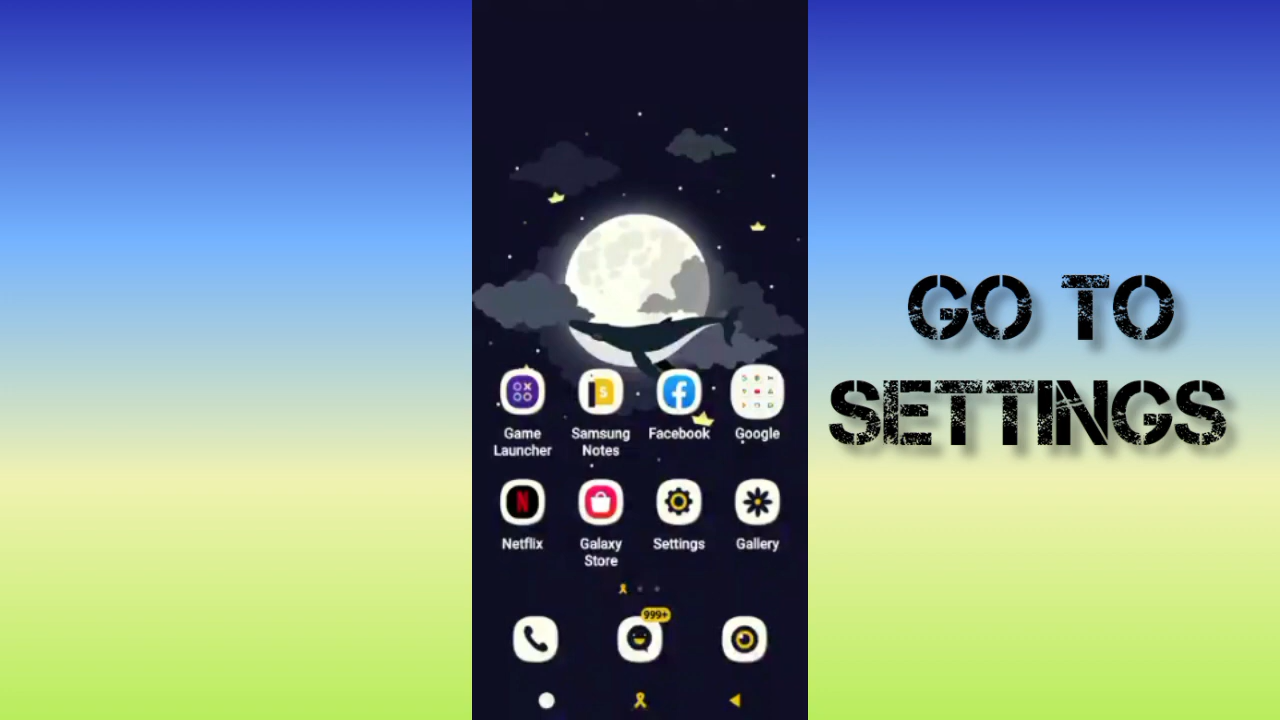 GO TO
SETTINGS
Game
Launcher
Samsung
Notes
Facebook
Google
Netflix
Galaxy
Store
Settings
Gallery
999+